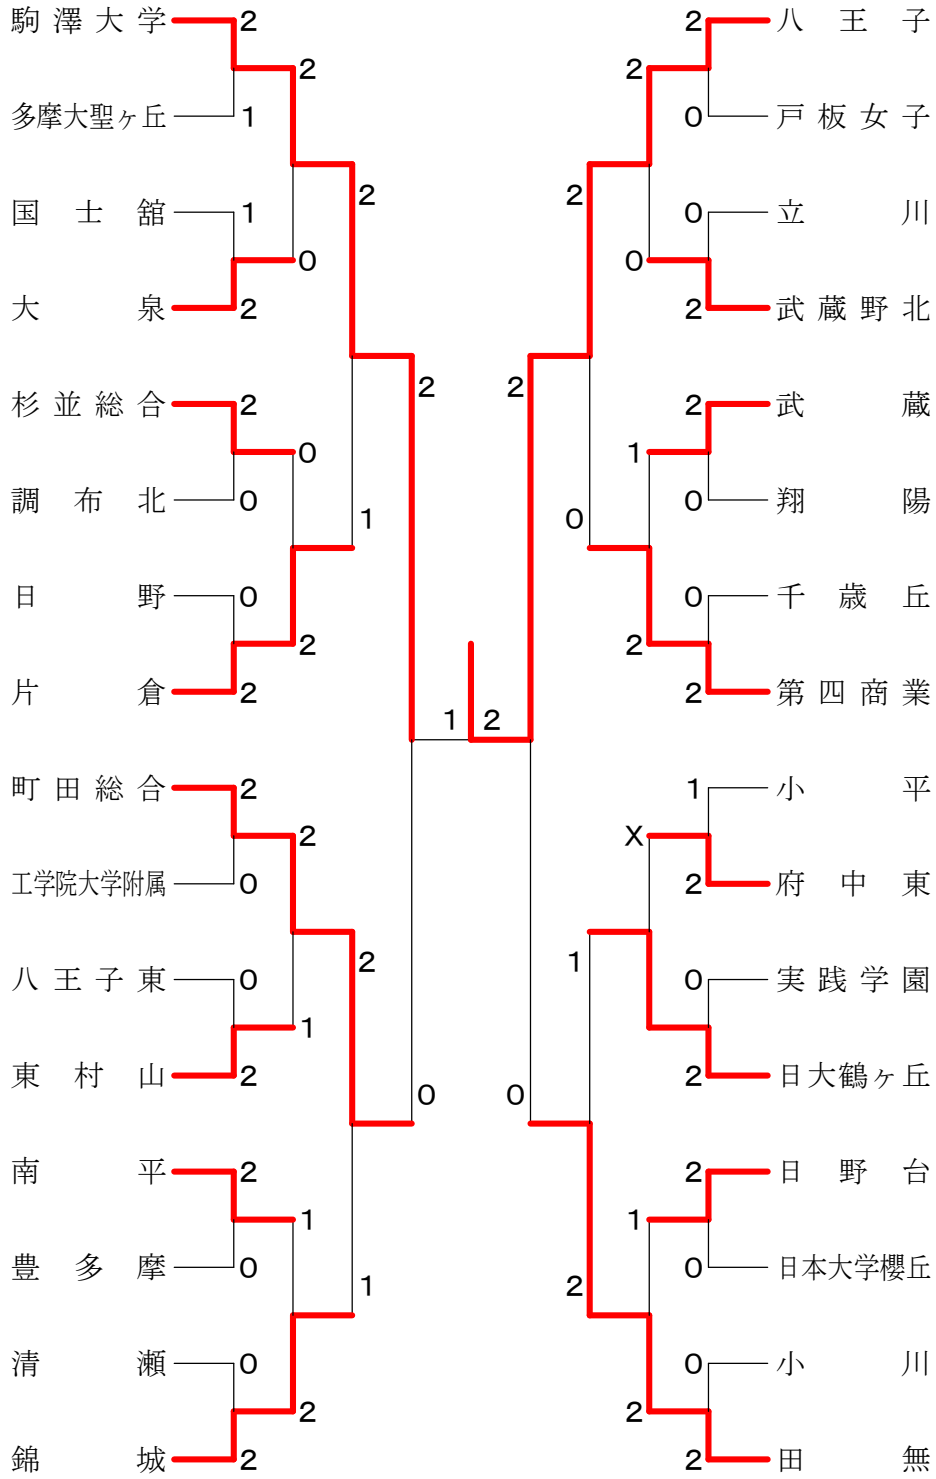 駒澤大学 2 2 八王子
2 2
多摩大聖ヶ丘 1 0 戸板女子
2 2
国士舘 1 0 立川
0 0
大泉 2 2 武蔵野北
2 2
杉並総合 2 2 武蔵
0 1
調布北 0 0 翔陽
1 0
日野 0 0 千歳丘
2 2
片倉 2 2 第四商業
1 2
町田総合 2 1 小平
2 X
工学院大学附属 0 2 府中東
2 1
八王子東 0 0 実践学園
1
東村山 2 2 日大鶴ヶ丘
0 0
南平 2 2 日野台
1 1
豊多摩 0 0 日本大学櫻丘
1 2
清瀬 0 0 小川
2 2
錦城 2 2 田無